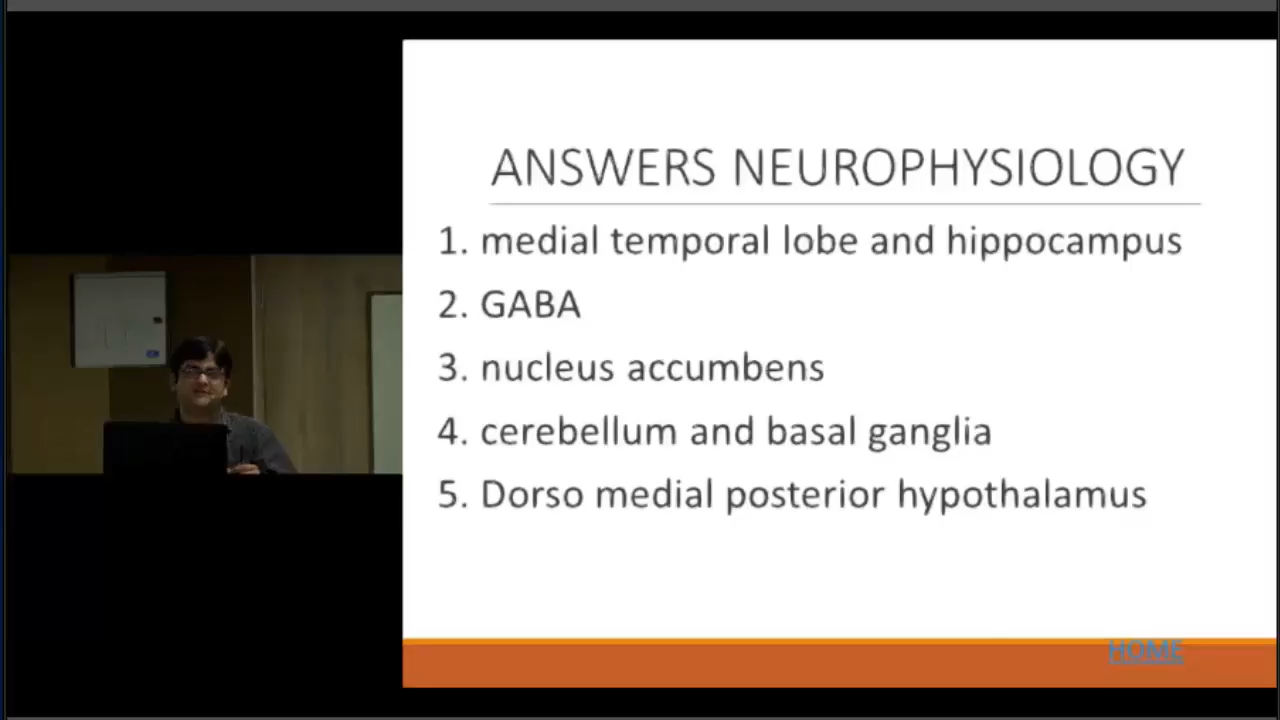 ANSWERS NEUROPHYSIOLOGY
1. medial temporal lobe and hippocampus
2. GABA
3. nucleus accumbens
4. cerebellum and basal ganglia
5. Dorso medial posterior hypothalamus
HOME